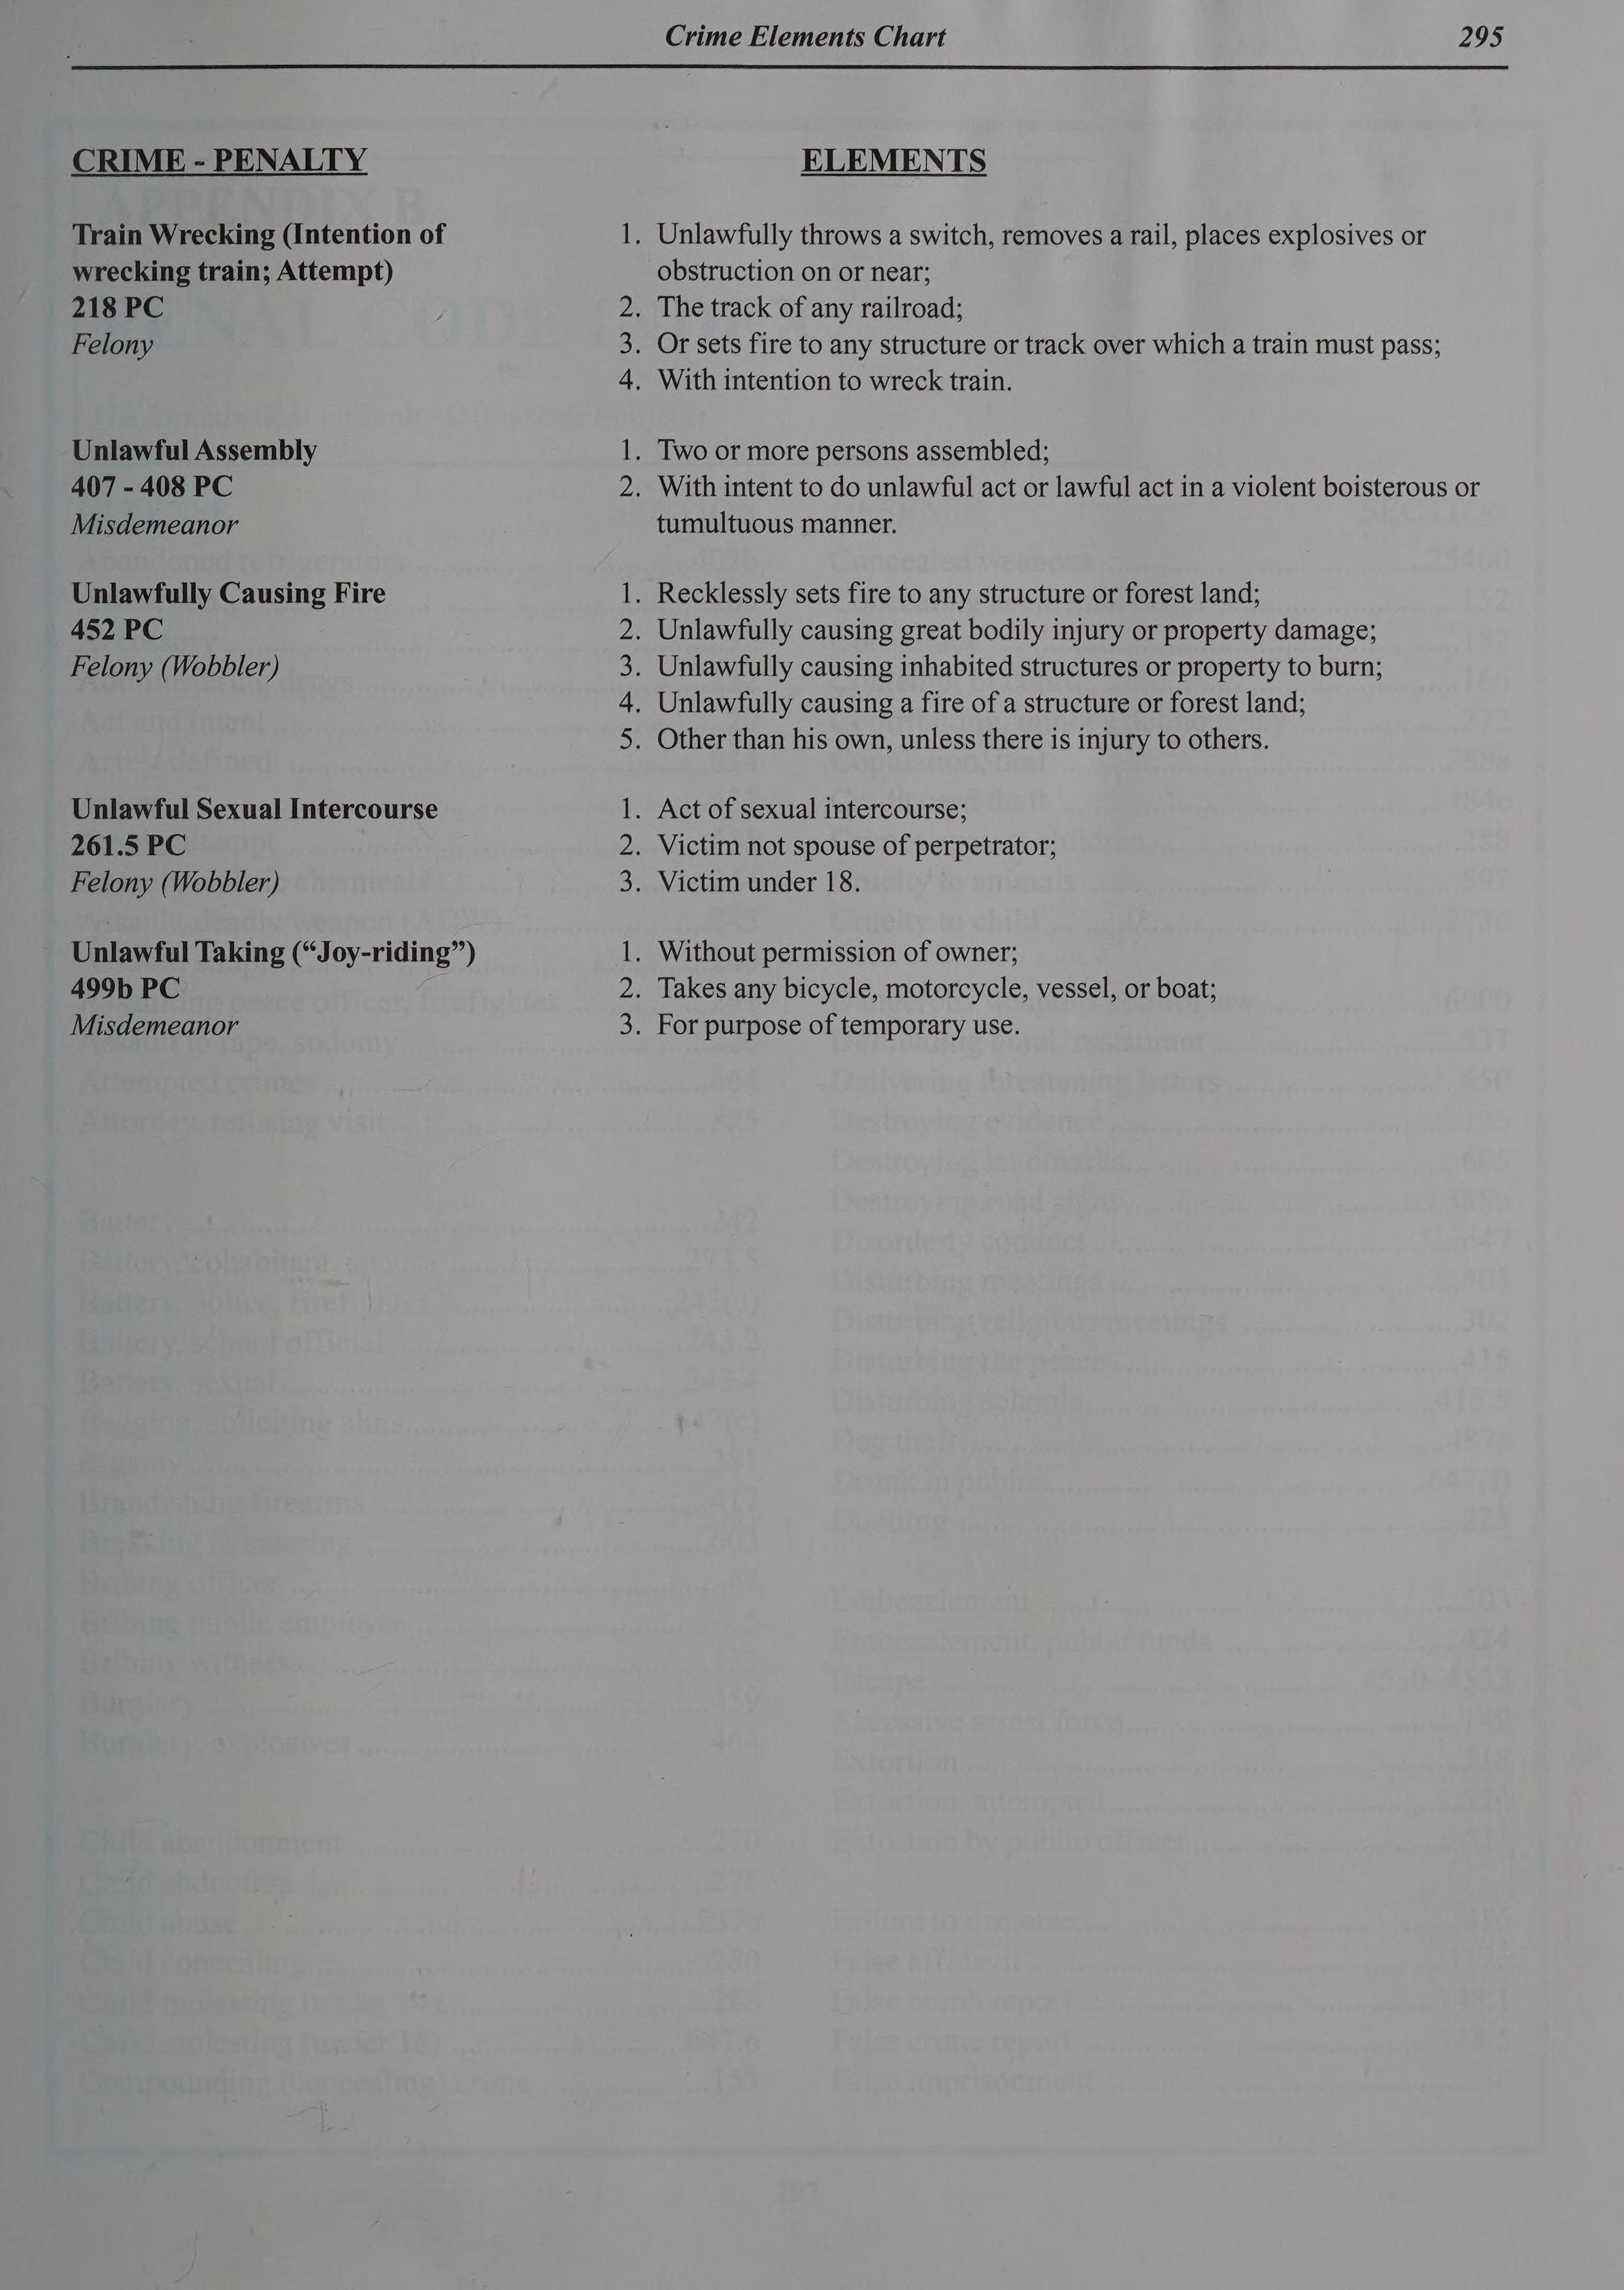 Crime Elements Chart 295
CRIME - PENALTY ELEMENTS
Train Wrecking (Intention of
wrecking train; Attempt)
218 PC
Felony
1. Unlawfully throws a switch, removes a rail, places explosives or
obstruction on or near;
2. The track of any railroad;
3. Or sets fire to any structure or track over which a train must pass;
4. With intention to wreck train.
Unlawful Assembly
407 - 408 PC
Misdemeanor
1. Two or more persons assembled;
2. With intent to do unlawful act or lawful act in a violent boisterous or
tumultuous manner.
Unlawfully Causing Fire
452 PC
Felony (Wobbler)
1. Recklessly sets fire to any structure or forest land;
2. Unlawfully causing great bodily injury or property damage;
3. Unlawfully causing inhabited structures or property to burn;
4. Unlawfully causing a fire of a structure or forest land;
5. Other than his own, unless there is injury to others.
Unlawful Sexual Intercourse
261.5 PC
Felony (Wobbler)
1. Act of sexual intercourse;
2. Victim not spouse of perpetrator;
3. Victim under 18.
Unlawful Taking (“Joy-riding”)
499b PC
Misdemeanor
1. Without permission of owner;
2. Takes any bicycle, motorcycle, vessel, or boat;
3. For purpose of temporary use.